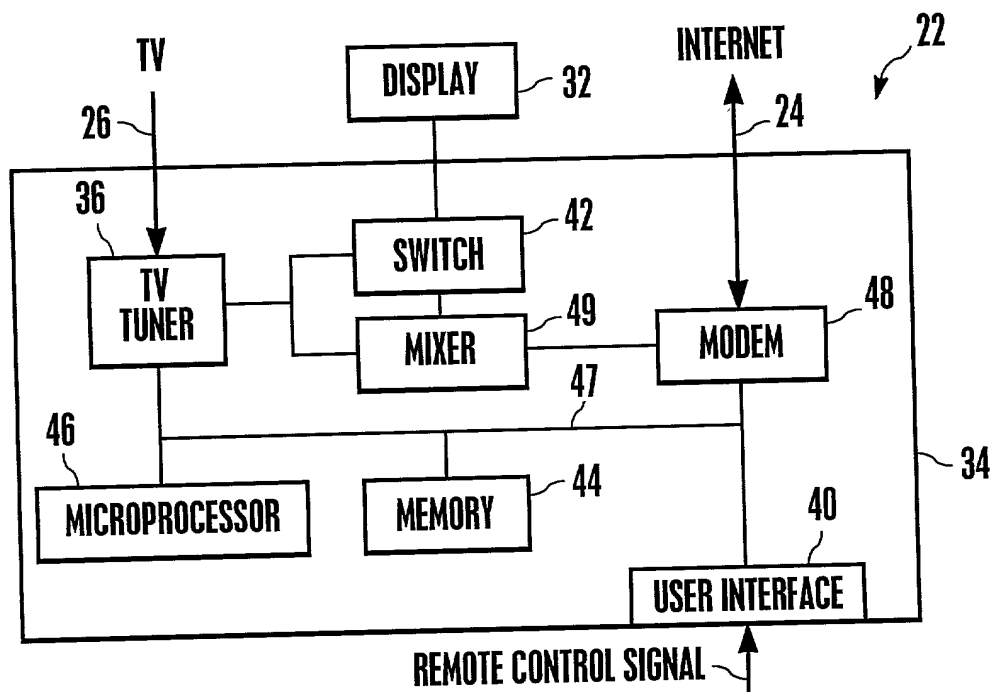 TV
DISPLAY
32
INTERNET
22
26
24
36
42
TV
TUNER
SWITCH
49
48
MIXER
MODEM
47
46
MICROPROCESSOR
44
MEMORY
34
40
USER INTERFACE
REMOTE CONTROL SIGNAL